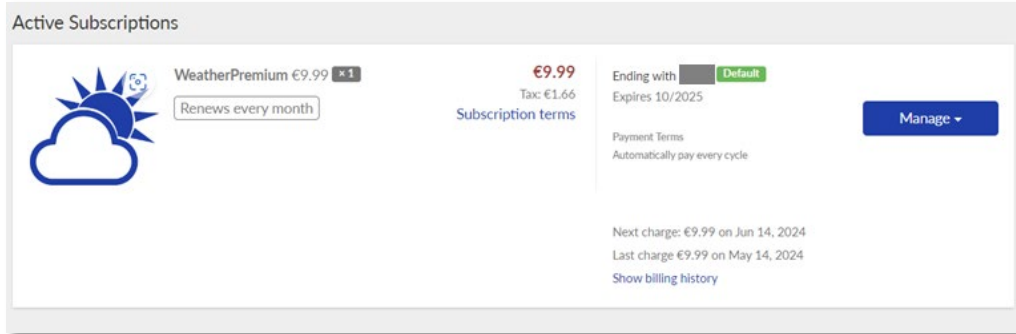 Active Subscriptions
WeatherPremium €9.99 × 1
Renews every month
€9.99
Tax: €1.66
Subscription terms
Ending with Default
Expires 10/2025
Payment Terms
Automatically pay every cycle
Manage
Next charge: €9.99 on Jun 14, 2024
Last charge €9.99 on May 14, 2024
Show billing history